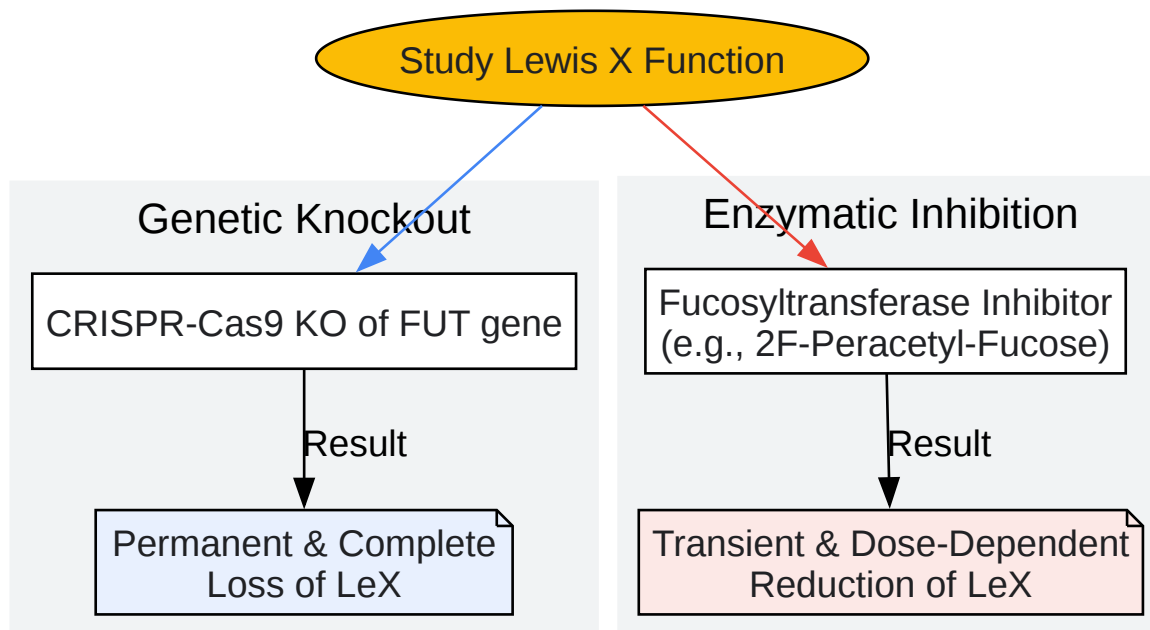 Study Lewis X Function
Genetic Knockout
CRISPR-Cas9 KO of FUT gene
Result
Permanent & Complete
Loss of LeX
Enzymatic Inhibition
Fucosyltransferase Inhibitor
(e.g., 2F-Peracetyl-Fucose)
Result
Transient & Dose-Dependent
Reduction of LeX